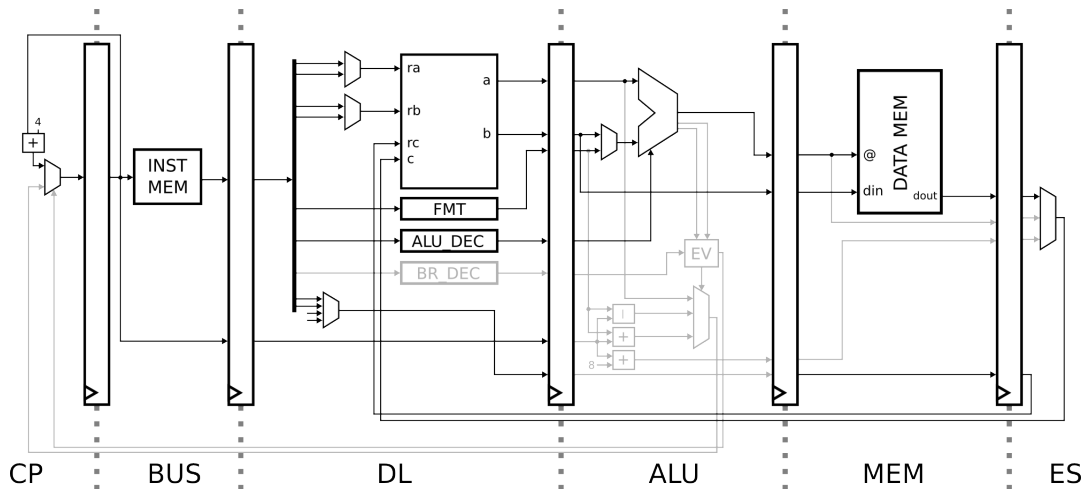 4
+
INST
MEM
ra
rb
rc
c
a
b
FMT
ALU_DEC
BR_DEC
EV
|
+
+
8
@
din
DATA MEM
dout
CP
BUS
DL
ALU
MEM
ES